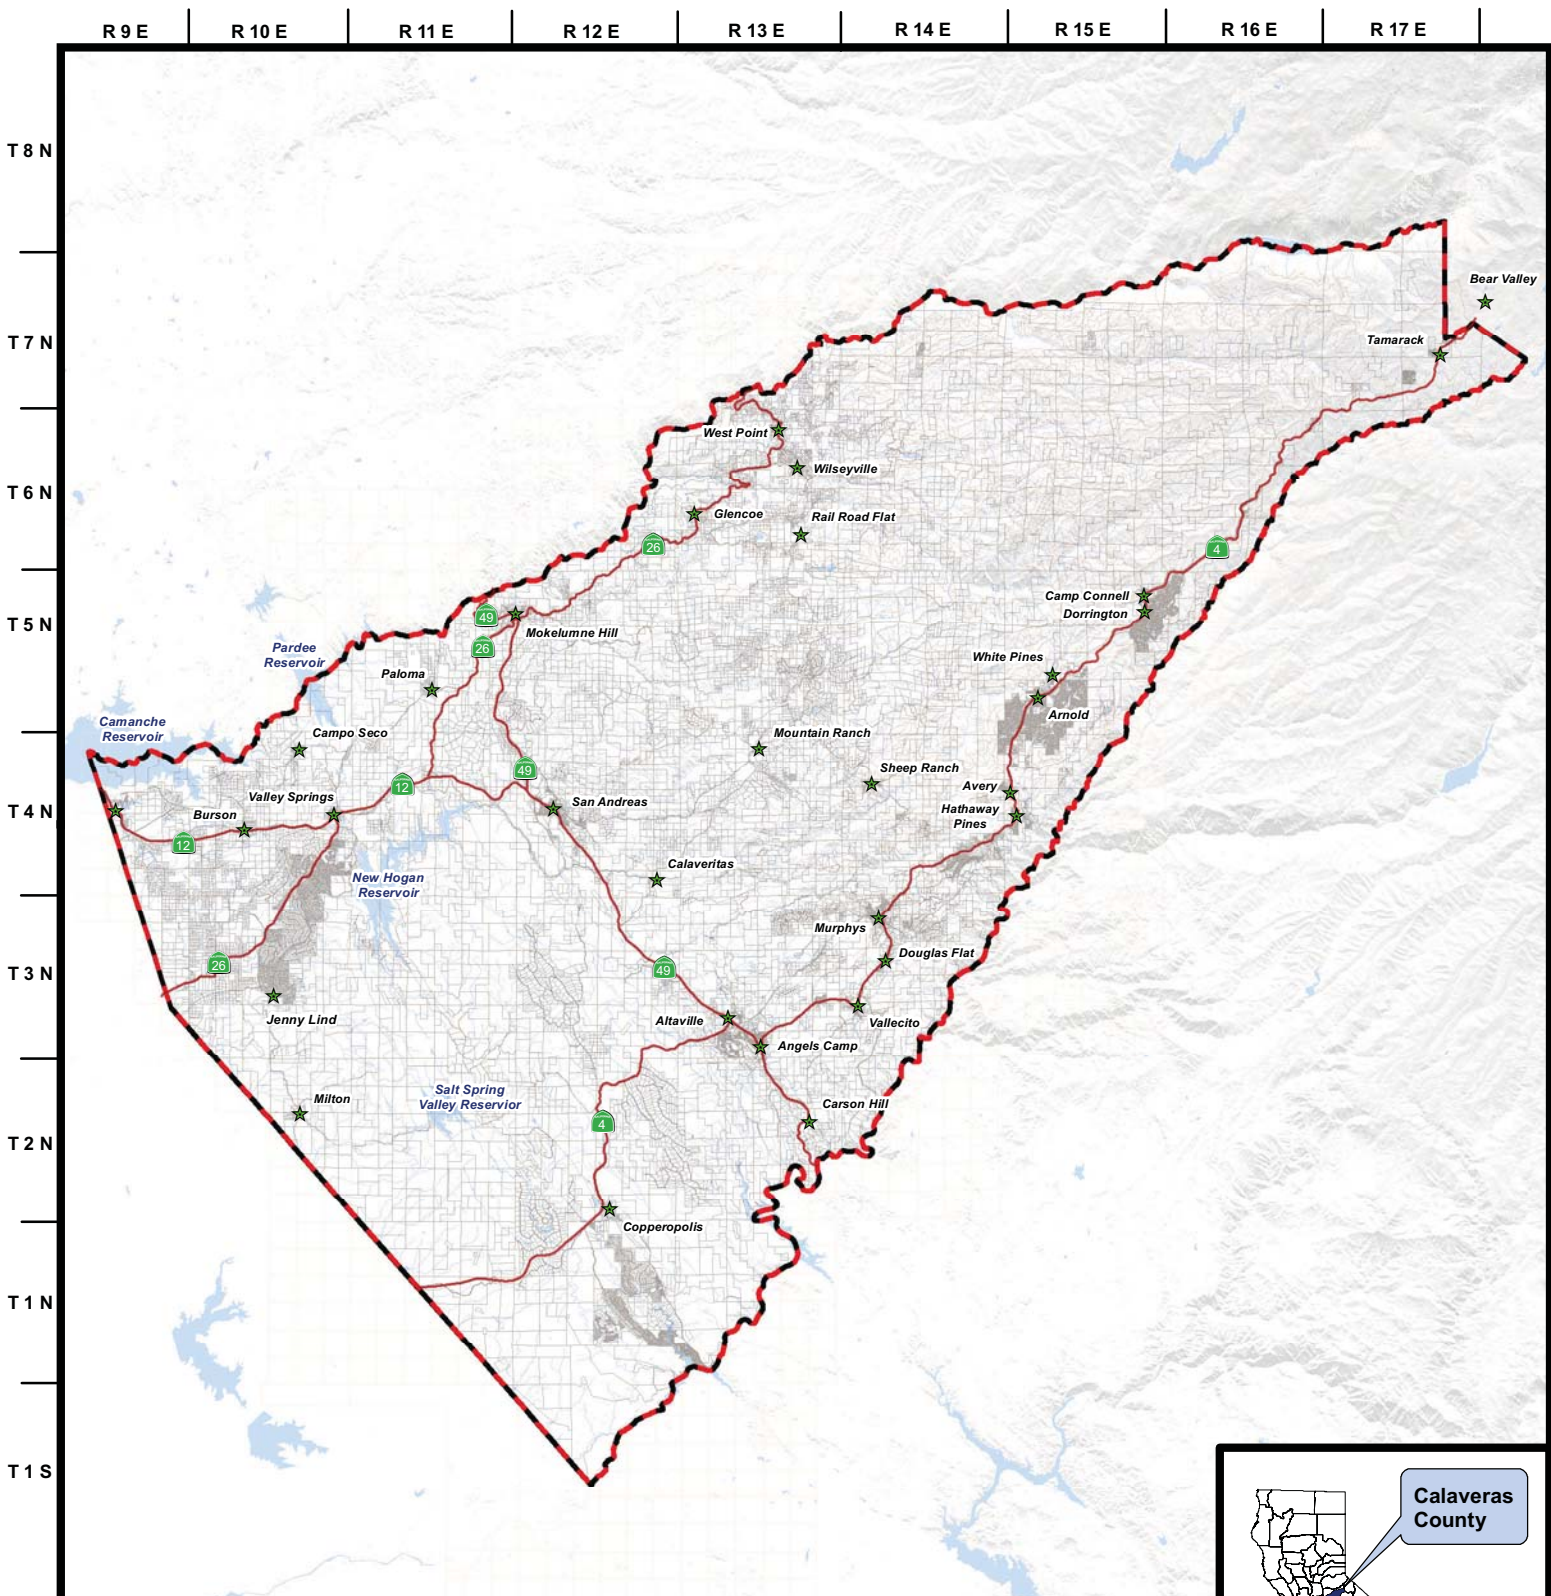 R 9 E
R 10 E
R 11 E
R 12 E
R 13 E
R 14 E
R 15 E
R 16 E
R 17 E
T 8 N
T 7 N
T 6 N
T 5 N
T 4 N
T 3 N
T 2 N
T 1 N
T 1 S
Bear Valley
Tamarack
West Point
Wilseyville
Glencoe
Rail Road Flat
26
4
Camp Connell
Dorrington
49
Mokelumne Hill
26
Pardee
Reservoir
Paloma
White Pines
Arnold
Camanche
Reservoir
Campo Seco
Mountain Ranch
Sheep Ranch
49
12
Valley Springs
San Andreas
Avery
Hathaway
Pines
Burson
12
New Hogan
Reservoir
Calaveritas
Murphys
Douglas Flat
26
49
Jenny Lind
Altaville
Vallecito
Angels Camp
Salt Spring
Valley Reservior
Milton
Carson Hill
4
Copperopolis
Calaveras
County